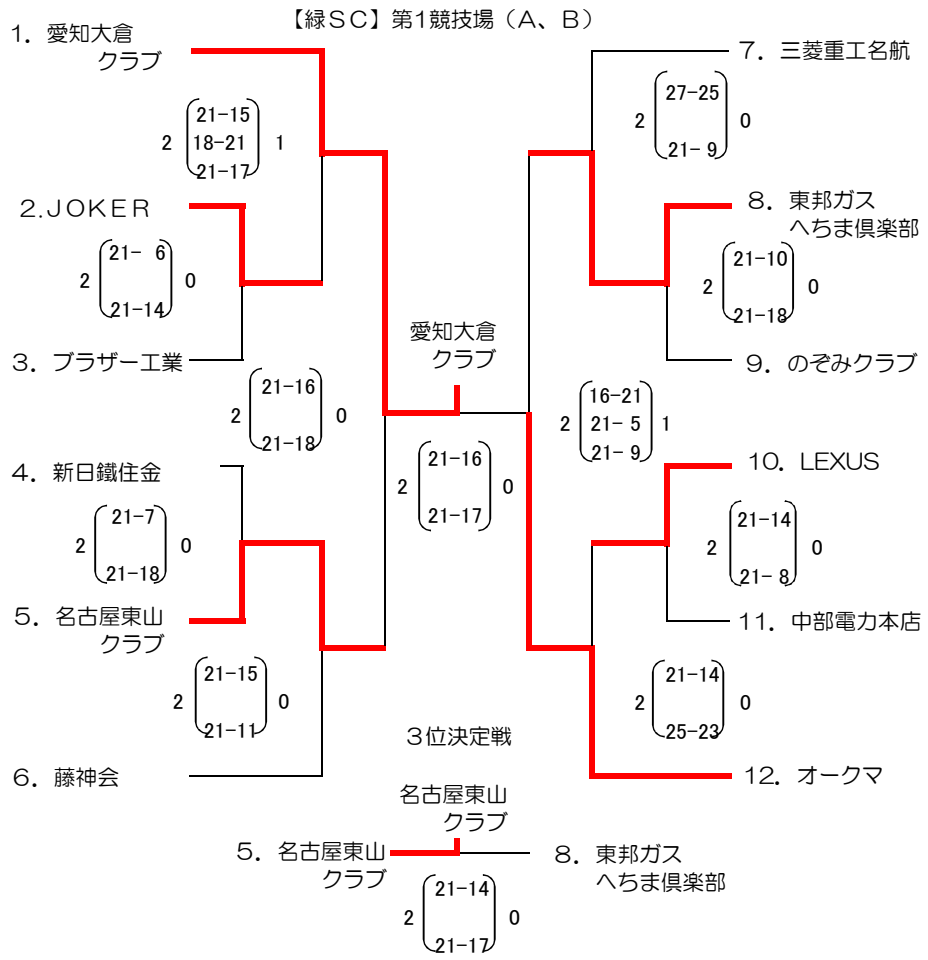 【緑SC】第1競技場（A、B）
1．愛知大倉
クラブ
2 21-15 1
18-21
21-17
2.JOKER
2 21- 6 0
21-14
3．ブラザー工業
2 21-16 0
21-18
4．新日鐵住金
2 21-7 0
21-18
5．名古屋東山
クラブ
2 21-15 0
21-11
6．藤神会
愛知大倉
クラブ
2 21-16 0
21-17
7．三菱重工名航
2 27-25 0
21- 9
8．東邦ガス
へちま倶楽部
2 21-10 0
21-18
9．のぞみクラブ
2 16-21 1
21- 5
21- 9
10．LEXUS
2 21-14 0
21- 8
11．中部電力本店
2 21-14 0
25-23
12．オークマ
3位決定戦
名古屋東山
クラブ
5．名古屋東山
クラブ
8．東邦ガス
へちま倶楽部
2 21-14 0
21-17